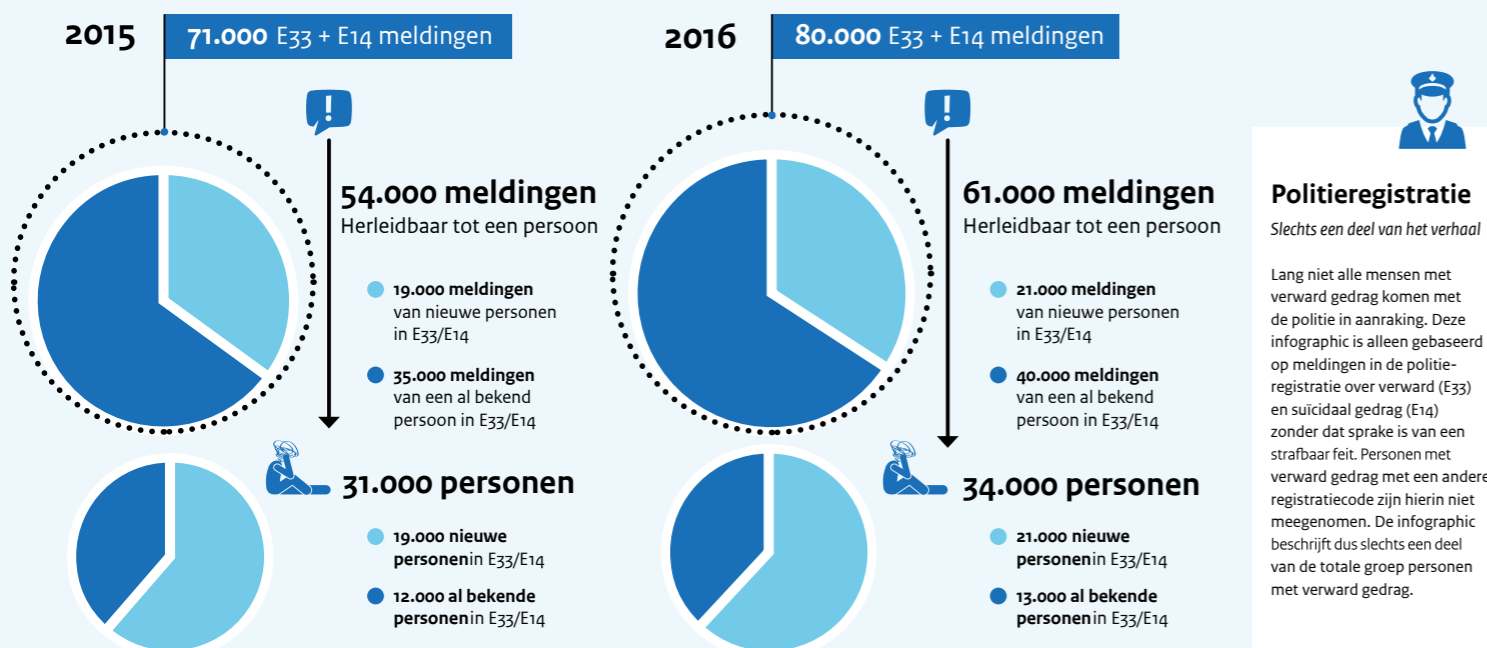 2015
71.000 E33 + E14 meldingen
!
54.000 meldingen
Herleidbaar tot een persoon
19.000 meldingen
van nieuwe personen
in E33/E14
35.000 meldingen
van een al bekend
persoon in E33/E14
31.000 personen
19.000 nieuwe
personen in E33/E14
12.000 al bekende
personen in E33/E14
2016
80.000 E33 + E14 meldingen
!
61.000 meldingen
Herleidbaar tot een persoon
21.000 meldingen
van nieuwe personen
in E33/E14
40.000 meldingen
van een al bekend
persoon in E33/E14
34.000 personen
21.000 nieuwe
personen in E33/E14
13.000 al bekende
personen in E33/E14
Politieregistratie
Slechts een deel van het verhaal
Lang niet alle mensen met
verward gedrag komen met
de politie in aanraking. Deze
infographic is alleen gebaseerd
op meldingen in de politie-
registratie over verward (E33)
en suïcidaal gedrag (E14)
zonder dat sprake is van een
strafbaar feit. Personen met
verward gedrag met een andere
registratiecode zijn hierin niet
meegenomen. De infographic
beschrijft dus slechts een deel
van de totale groep personen
met verward gedrag.